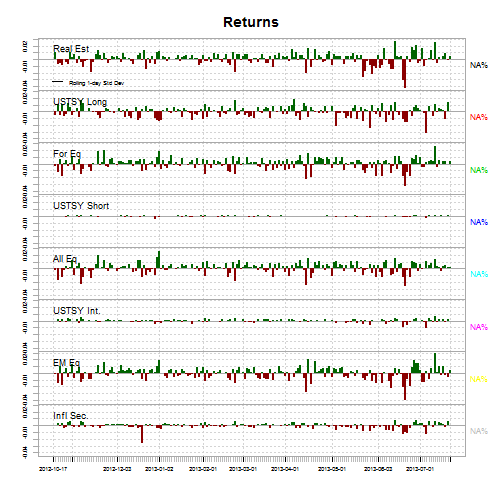 Returns
Real Est
Rolling 1-day Std Dev
NA%
USTSY Long
NA%
For Eq
NA%
USTSY Short
NA%
All Eq
NA%
USTSY Int.
NA%
EM Eq
NA%
Infl Sec.
NA%
2012-10-17 2012-12-03 2013-01-02 2013-02-01 2013-03-01 2013-04-01 2013-05-01 2013-06-03 2013-07-01